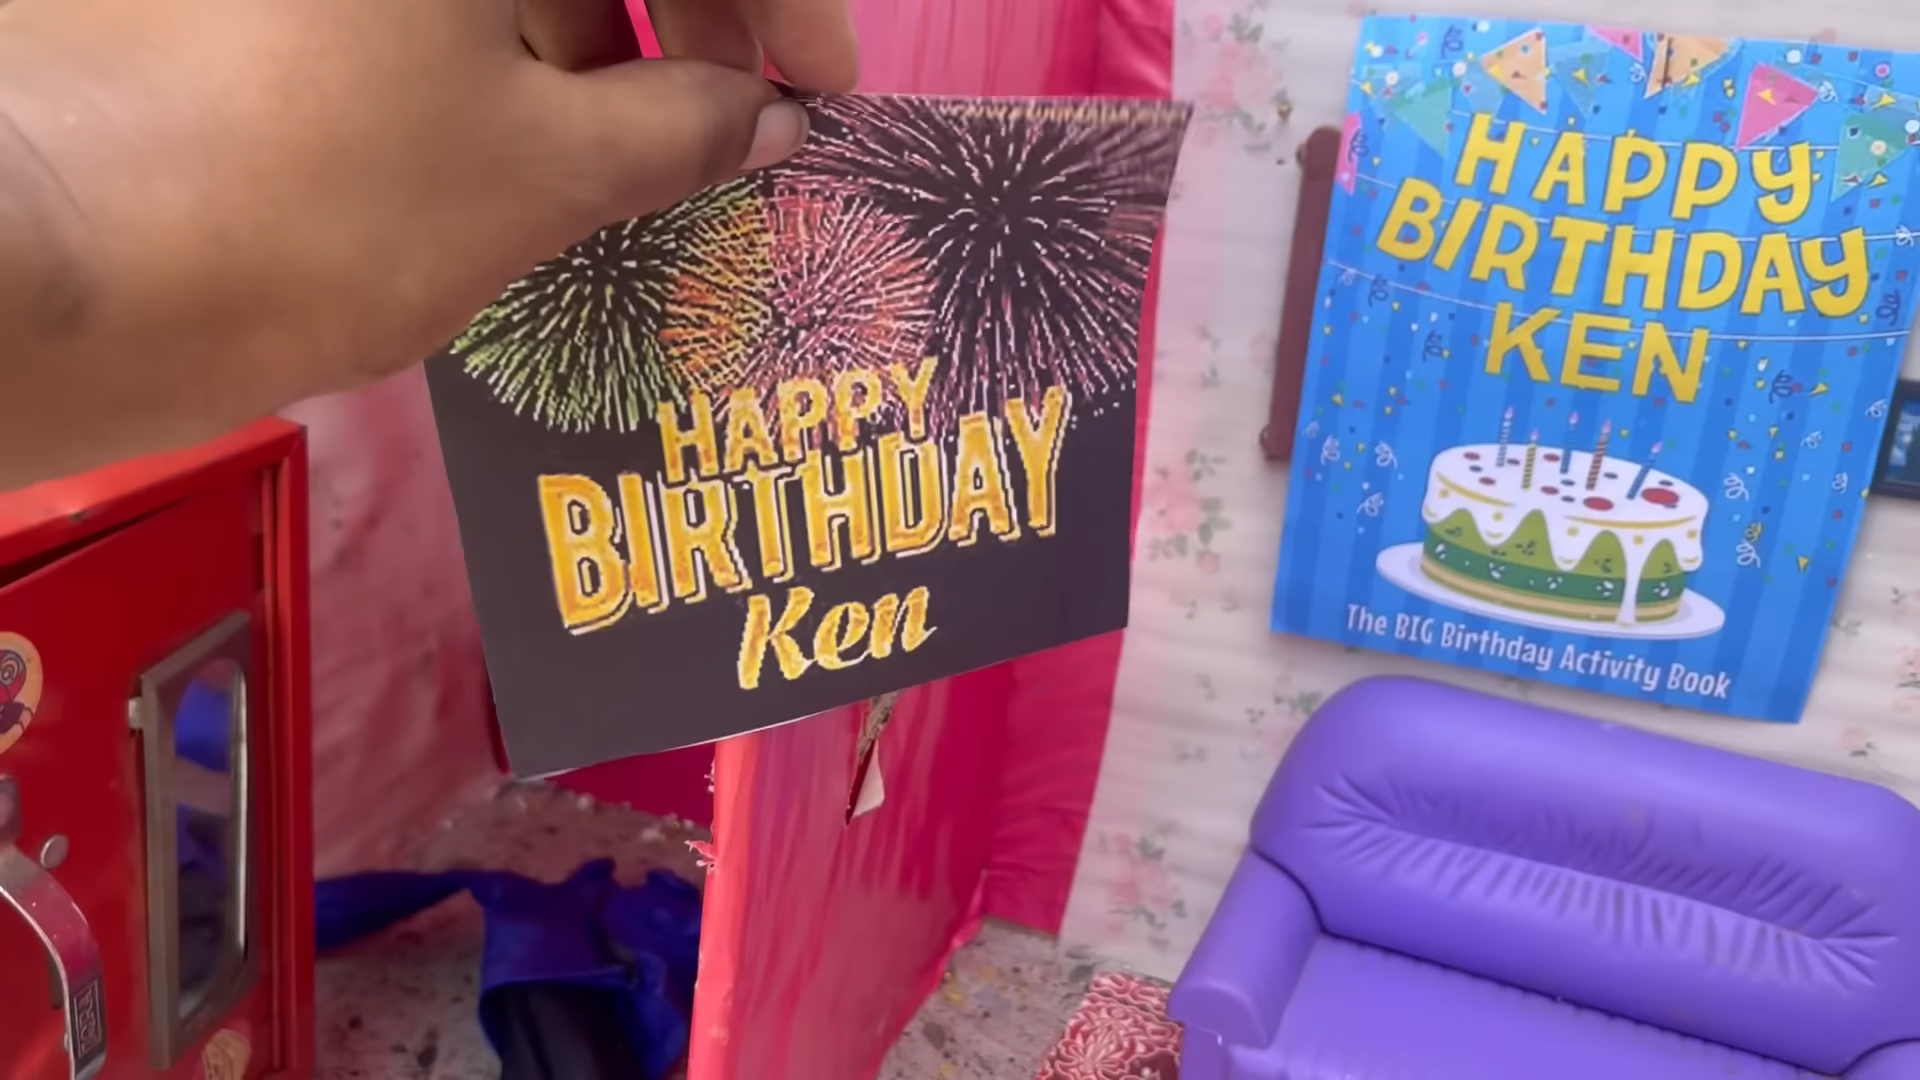 HAPPY
BIRTHDAY
Ken
HAPPY
BIRTHDAY
KEN
The BIG Birthday Activity Book